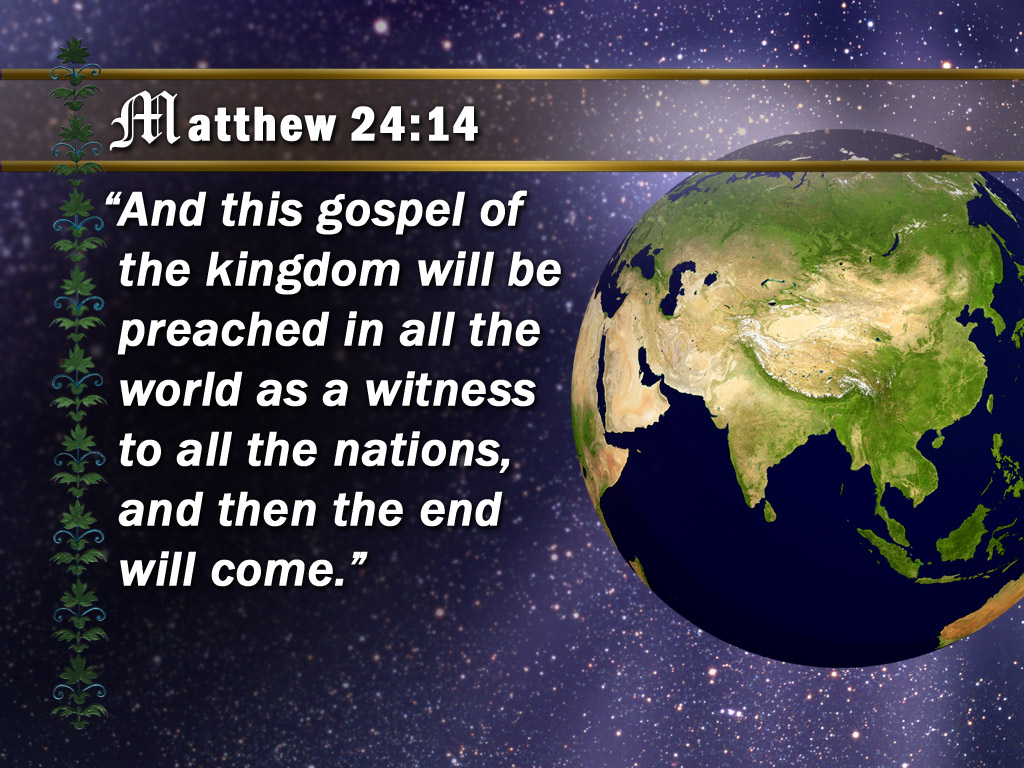 Matthew 24:14
“And this gospel of
the kingdom will be
preached in all the
world as a witness
to all the nations,
and then the end
will come.”